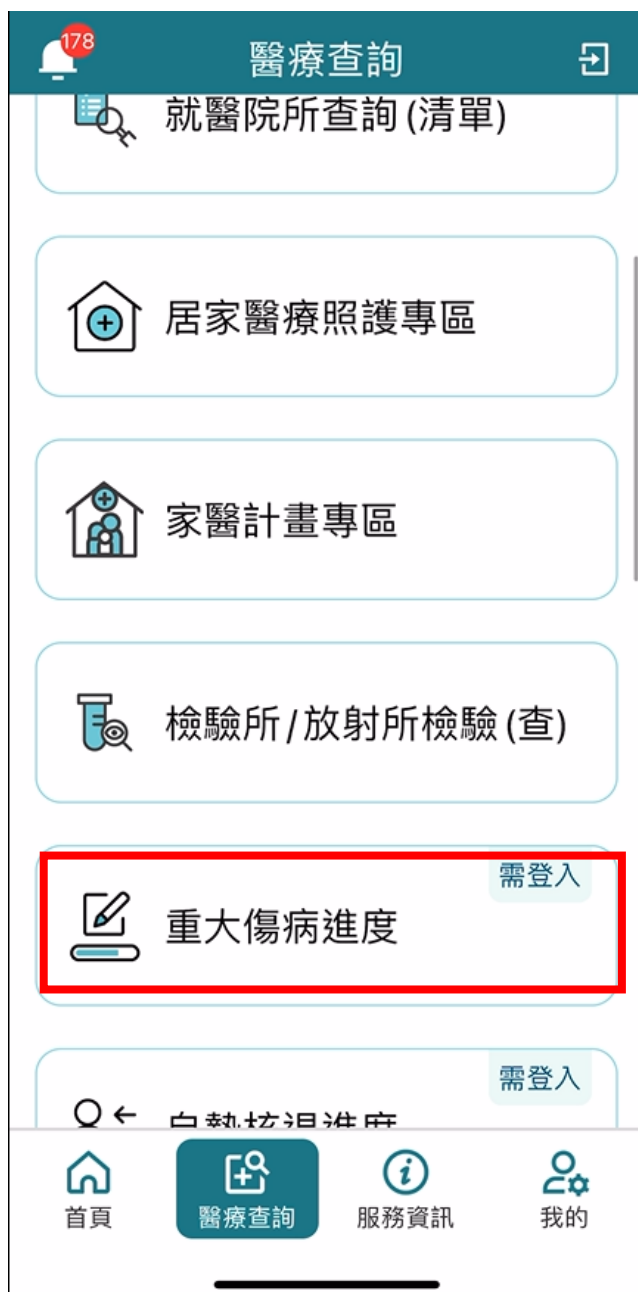 178
醫療查詢
就醫院所查詢(清單)
居家醫療照護專區
家醫計畫專區
檢驗所/放射所檢驗(查)
需登入
重大傷病進度
需登入
首頁
醫療查詢
服務資訊
我的